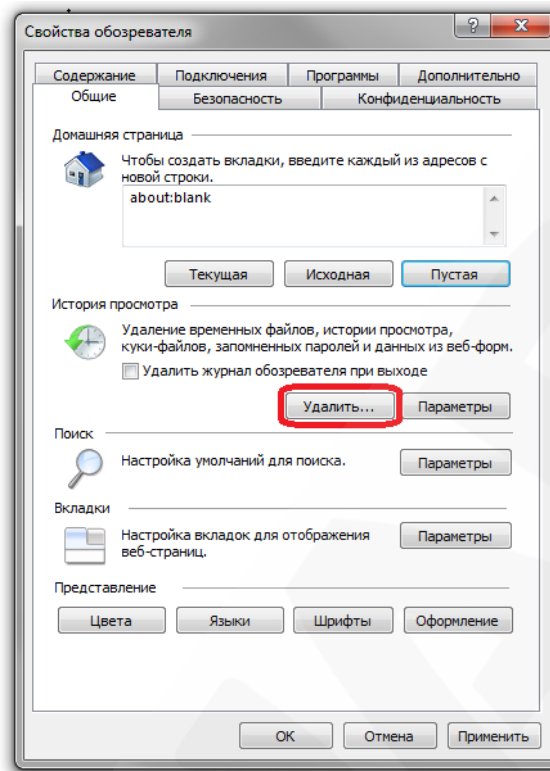 Свойства обозревателя
?
Содержание Подключения Программы Дополнительно
Общие Безопасность Конфиденциальность
Домашняя страница
Чтобы создать вкладки, введите каждый из адресов с
новой строки.
about:blank
Текущая Исходная Пустая
История просмотра
Удаление временных файлов, истории просмотра,
куки-файлов, запомненных паролей и данных из веб-форм.
Удалить журнал обозревателя при выходе
Удалить... Параметры
Поиск
Настройка умолчаний для поиска. Параметры
Вкладки
Настройка вкладок для отображения
веб-страниц.
Параметры
Представление
Цвета Языки Шрифты Оформление
ОК Отмена Применить